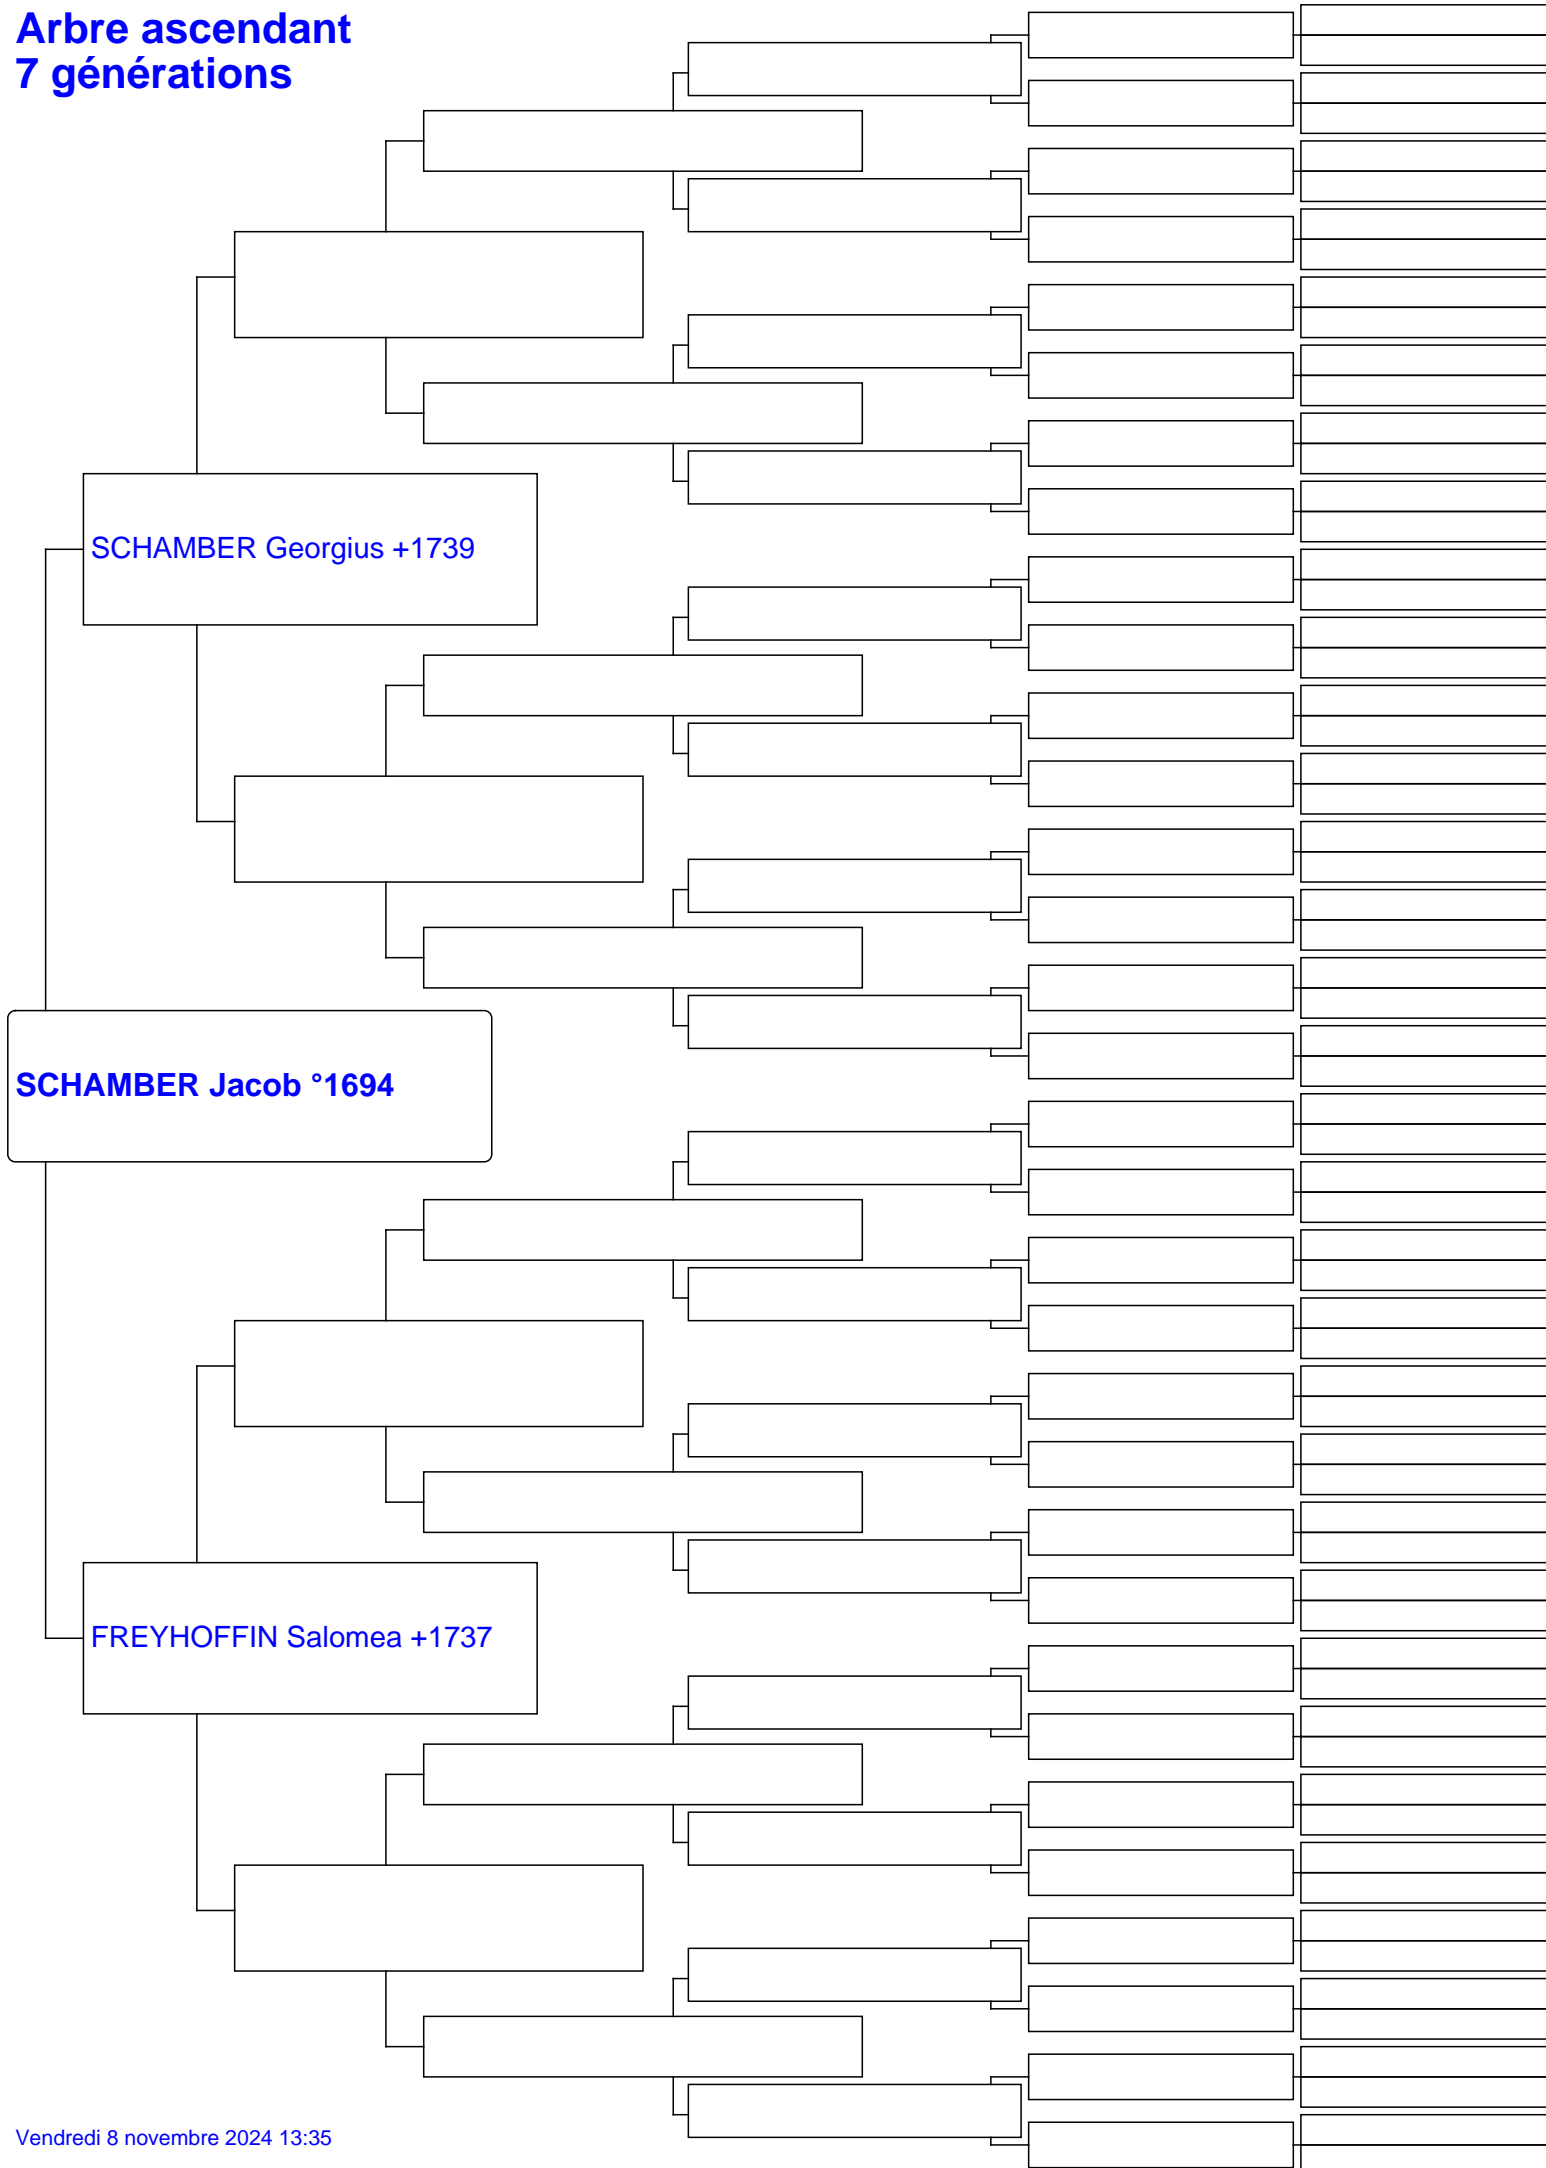 Arbre ascendant
7 générations
SCHAMBER Georgius +1739
SCHAMBER Jacob °1694
FREYHOFFIN Salomea +1737
Vendredi 8 novembre 2024 13:35